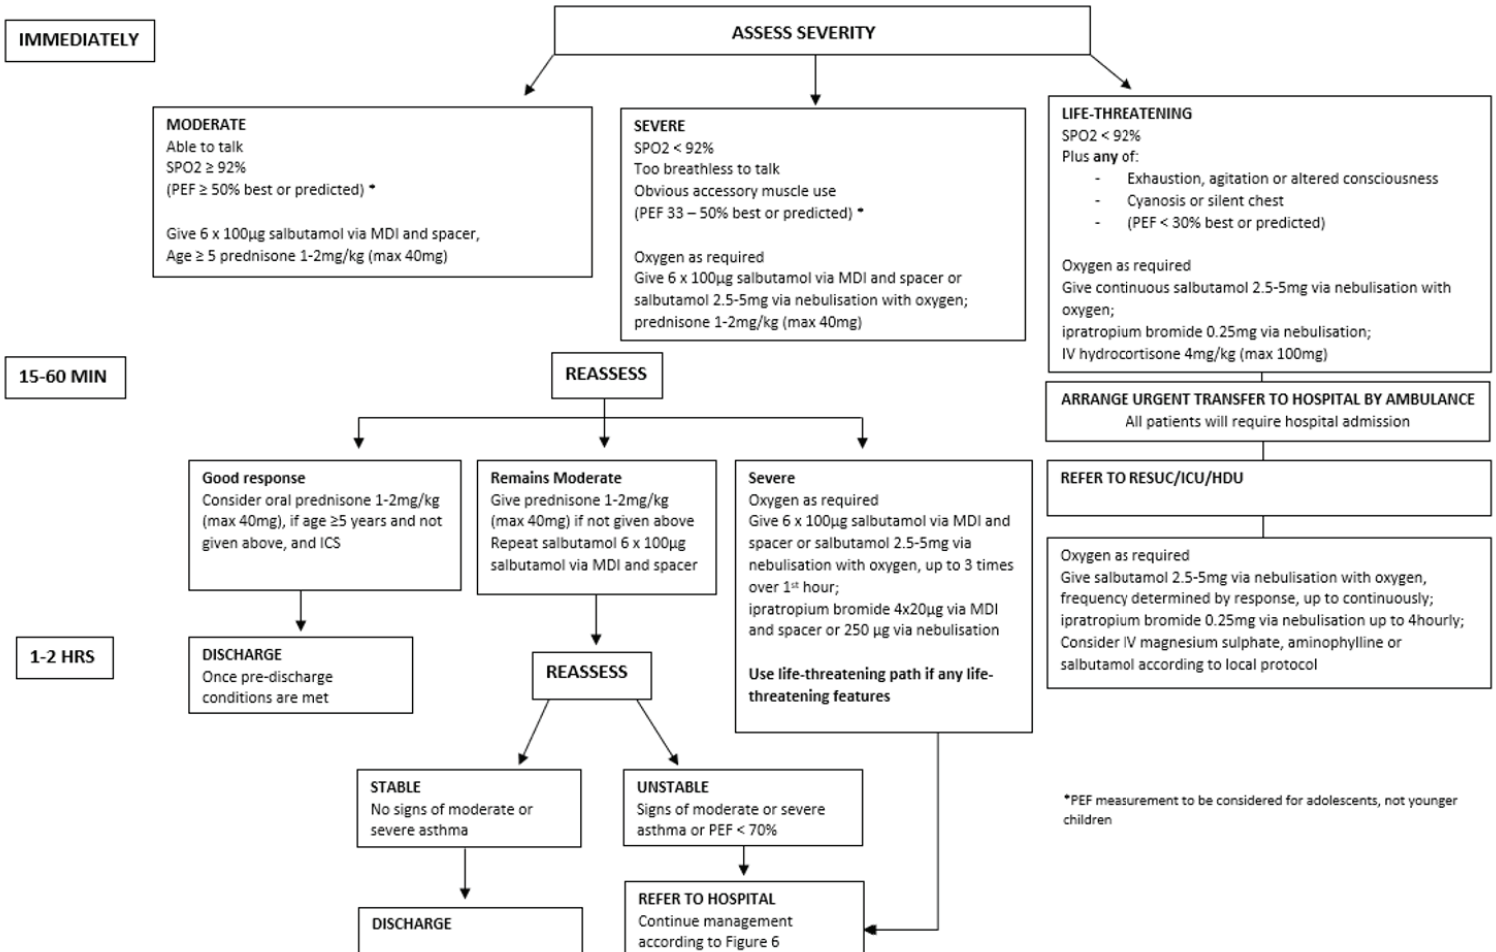 IMMEDIATELY
ASSESS SEVERITY
MODERATE
Able to talk
SPO2 ≥ 92%
(PEF ≥ 50% best or predicted) *
Give 6 x 100µg salbutamol via MDI and spacer,
Age ≥ 5 prednisone 1-2mg/kg (max 40mg)
SEVERE
SPO2 < 92%
Too breathless to talk
Obvious accessory muscle use
(PEF 33 – 50% best or predicted) *
Oxygen as required
Give 6 x 100µg salbutamol via MDI and spacer or
salbutamol 2.5-5mg via nebulisation with oxygen;
prednisone 1-2mg/kg (max 40mg)
LIFE-THREATENING
SPO2 < 92%
Plus any of:
- Exhaustion, agitation or altered consciousness
- Cyanosis or silent chest
- (PEF < 30% best or predicted)
Oxygen as required
Give continuous salbutamol 2.5-5mg via nebulisation with
oxygen;
ipratropium bromide 0.25mg via nebulisation;
IV hydrocortisone 4mg/kg (max 100mg)
15-60 MIN
REASSESS
ARRANGE URGENT TRANSFER TO HOSPITAL BY AMBULANCE
All patients will require hospital admission
Good response
Consider oral prednisone 1-2mg/kg
(max 40mg), if age ≥5 years and not
given above, and ICS
Remains Moderate
Give prednisone 1-2mg/kg
(max 40mg) if not given above
Repeat salbutamol 6 x 100µg
salbutamol via MDI and spacer
Severe
Oxygen as required
Give 6 x 100µg salbutamol via MDI and
spacer or salbutamol 2.5-5mg via
nebulisation with oxygen, up to 3 times
over 1st hour;
ipratropium bromide 4x20µg via MDI
and spacer or 250 µg via nebulisation
Use life-threatening path if any life-
threatening features
REFER TO RESUC/ICU/HDU
Oxygen as required
Give salbutamol 2.5-5mg via nebulisation with oxygen,
frequency determined by response, up to continuously;
ipratropium bromide 0.25mg via nebulisation up to 4hourly;
Consider IV magnesium sulphate, aminophylline or
salbutamol according to local protocol
1-2 HRS
DISCHARGE
Once pre-discharge
conditions are met
REASSESS
STABLE
No signs of moderate or
severe asthma
UNSTABLE
Signs of moderate or severe
asthma or PEF < 70%
*PEF measurement to be considered for adolescents, not younger
children
DISCHARGE
REFER TO HOSPITAL
Continue management
according to Figure 6